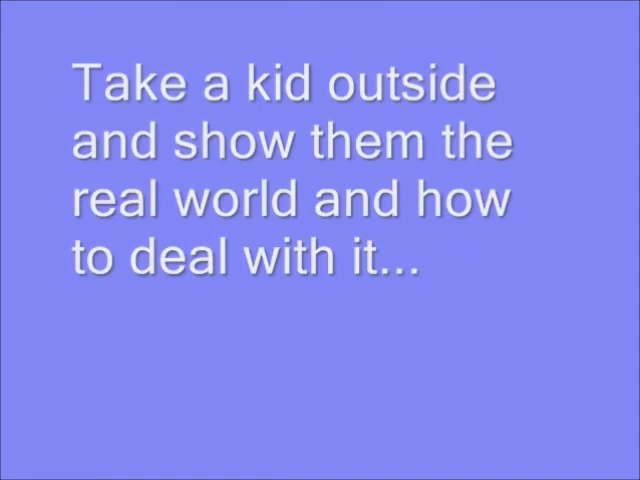 Take a kid outside
and show them the
real world and how
to deal with it...